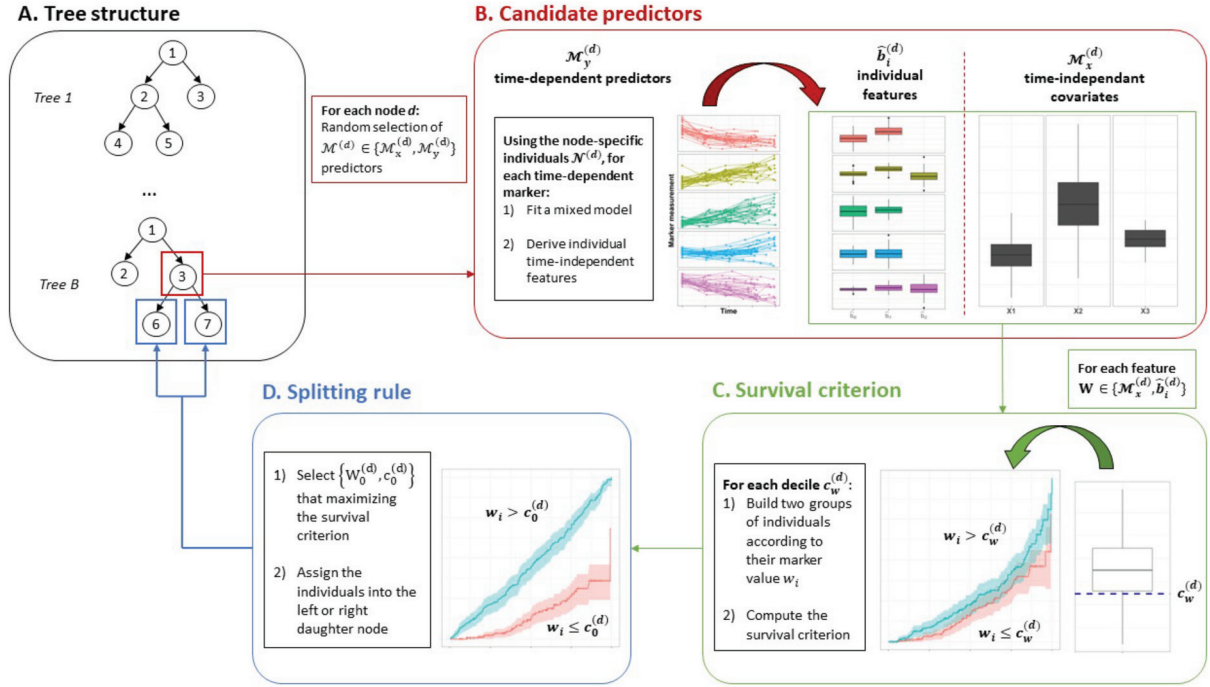 A. Tree structure
1
Tree 1
2
3
4
5
...
1
Tree B
2
3
6
7
For each node d:
Random selection of
ℳ^(d) ∈ {ℳ_x^(d), ℳ_y^(d)}
predictors
B. Candidate predictors
ℳ_y^(d)
time-dependent predictors
Using the node-specific
individuals 𝒩^(d), for
each time-dependent
marker:
1) Fit a mixed model
2) Derive individual
time-independent
features
Marker measurement
Time
b̂_i^(d)
individual
features
ℳ_x^(d)
time-independant
covariates
X1
X2
X3
For each feature
W ∈ {ℳ_x^(d), b̂_i^(d)}
C. Survival criterion
For each decile c_w^(d):
1) Build two groups
of individuals
according to
their marker
value w_i
2) Compute the
survival criterion
w_i > c_w^(d)
w_i ≤ c_w^(d)
c_w^(d)
D. Splitting rule
1) Select {W_0^(d), c_0^(d)}
that maximizing
the survival
criterion
2) Assign the
individuals into the
left or right
daughter node
w_i > c_0^(d)
w_i ≤ c_0^(d)